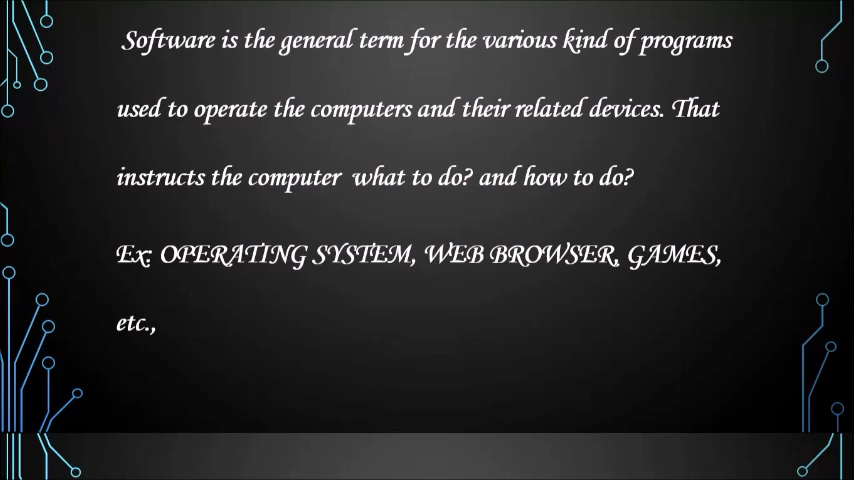 Software is the general term for the various kind of programs
used to operate the computers and their related devices. That
instructs the computer what to do? and how to do?
Ex: OPERATING SYSTEM, WEB BROWSER, GAMES,
etc.,